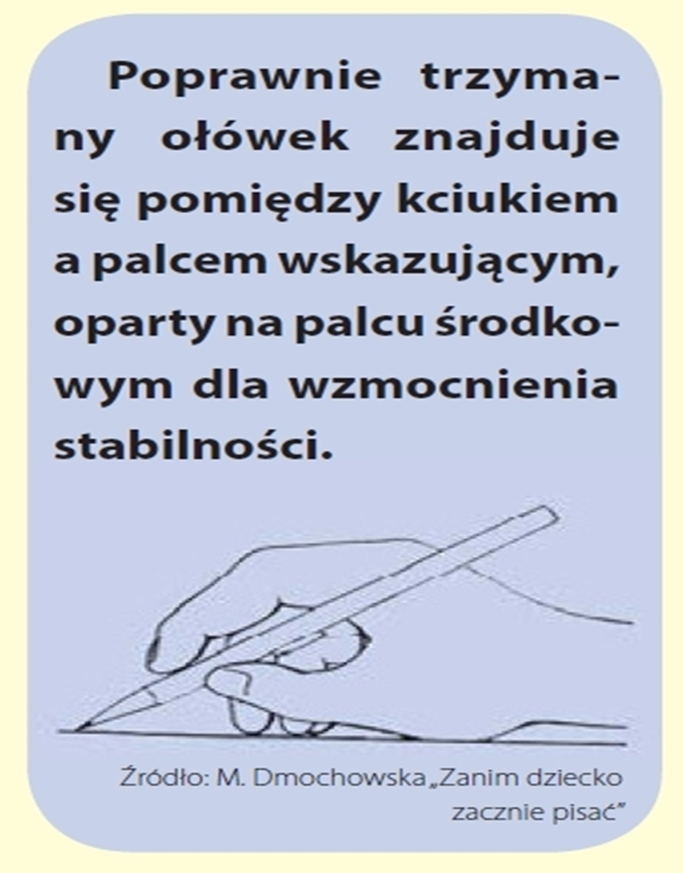 Poprawnie trzyma-
ny ołówek znajduje
się pomiędzy kciukiem
a palcem wskazującym,
oparty na palcu środko-
wym dla wzmocnienia
stabilności.
Źródło: M. Dmochowska „Zanim dziecko
zacznie pisać”